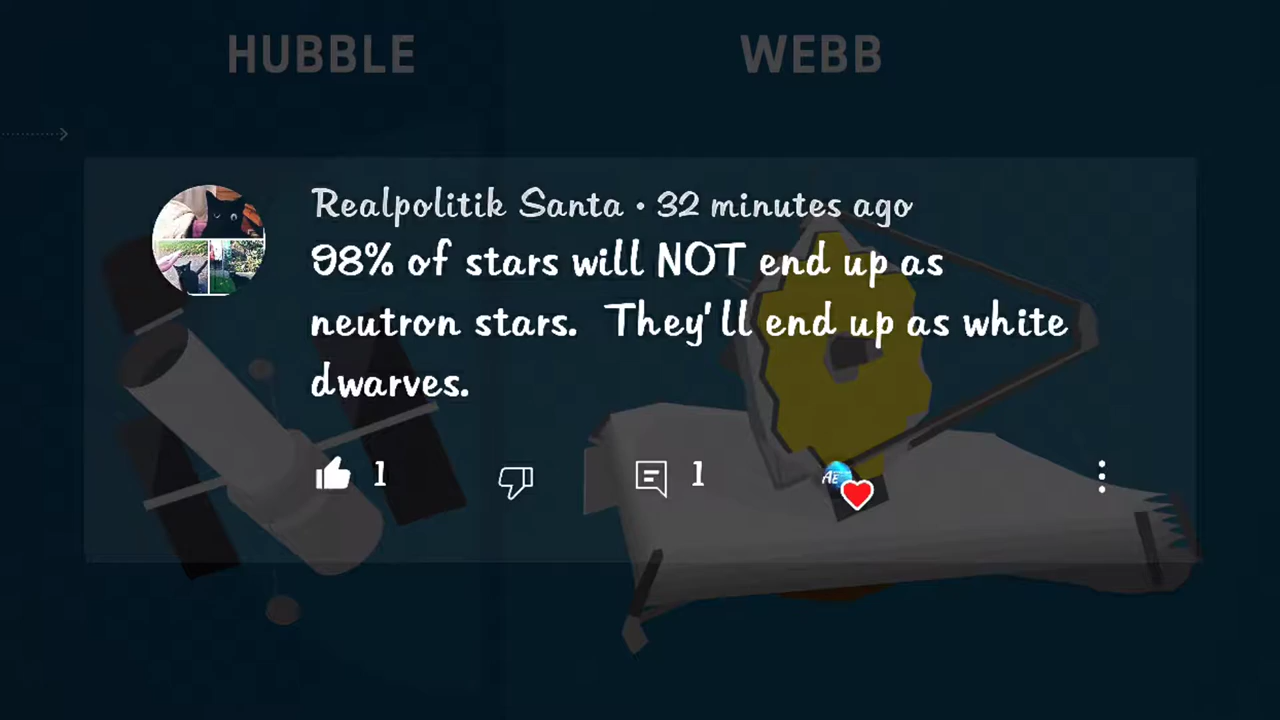 HUBBLE
WEBB
Realpolitik Santa • 32 minutes ago
98% of stars will NOT end up as
neutron stars. They'll end up as white
dwarves.
1
1
AE